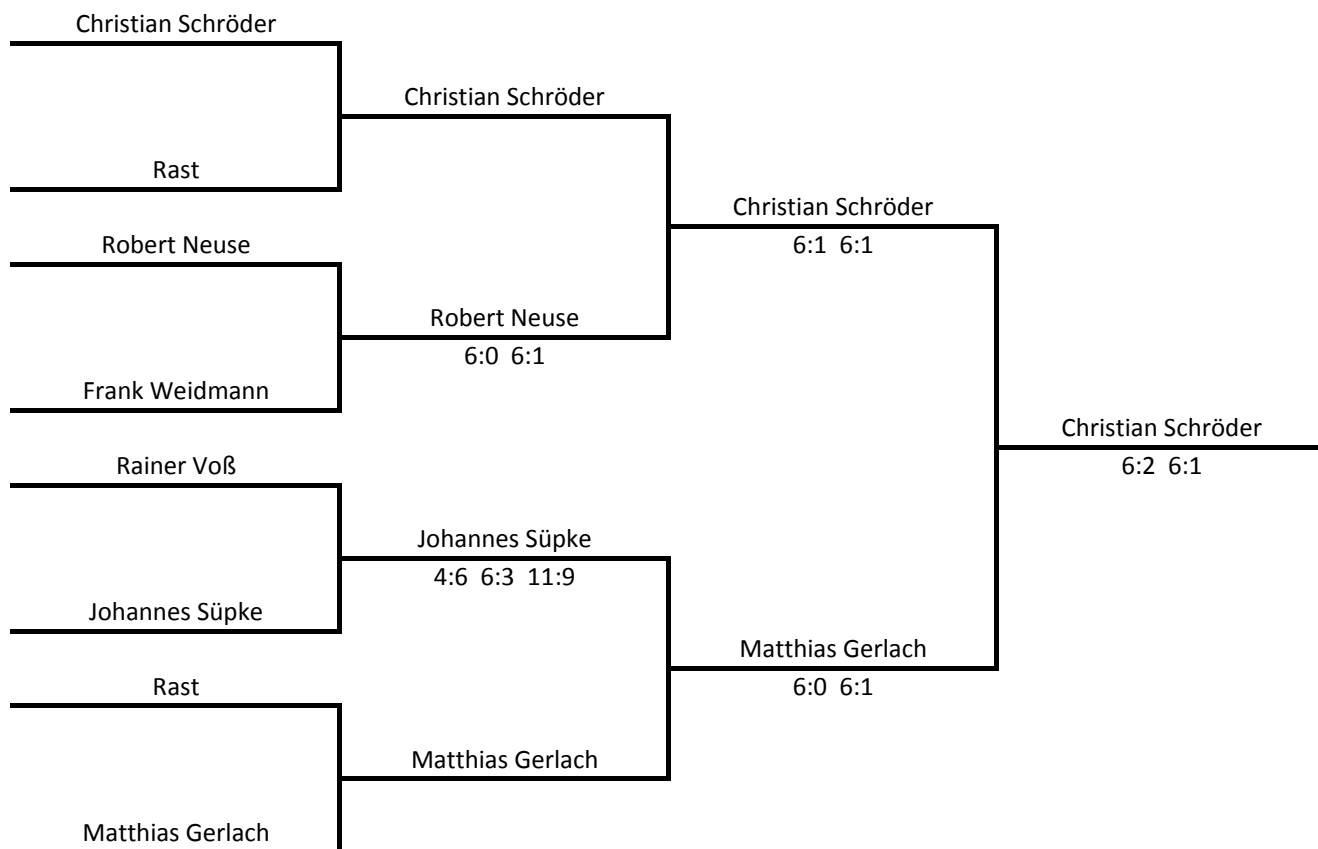 Christian Schröder
Christian Schröder
Rast
Christian Schröder
6:1 6:1
Robert Neuse
Robert Neuse
6:0 6:1
Frank Weidmann
Christian Schröder
6:2 6:1
Rainer Voß
Johannes Süpke
4:6 6:3 11:9
Johannes Süpke
Matthias Gerlach
6:0 6:1
Rast
Matthias Gerlach
Matthias Gerlach